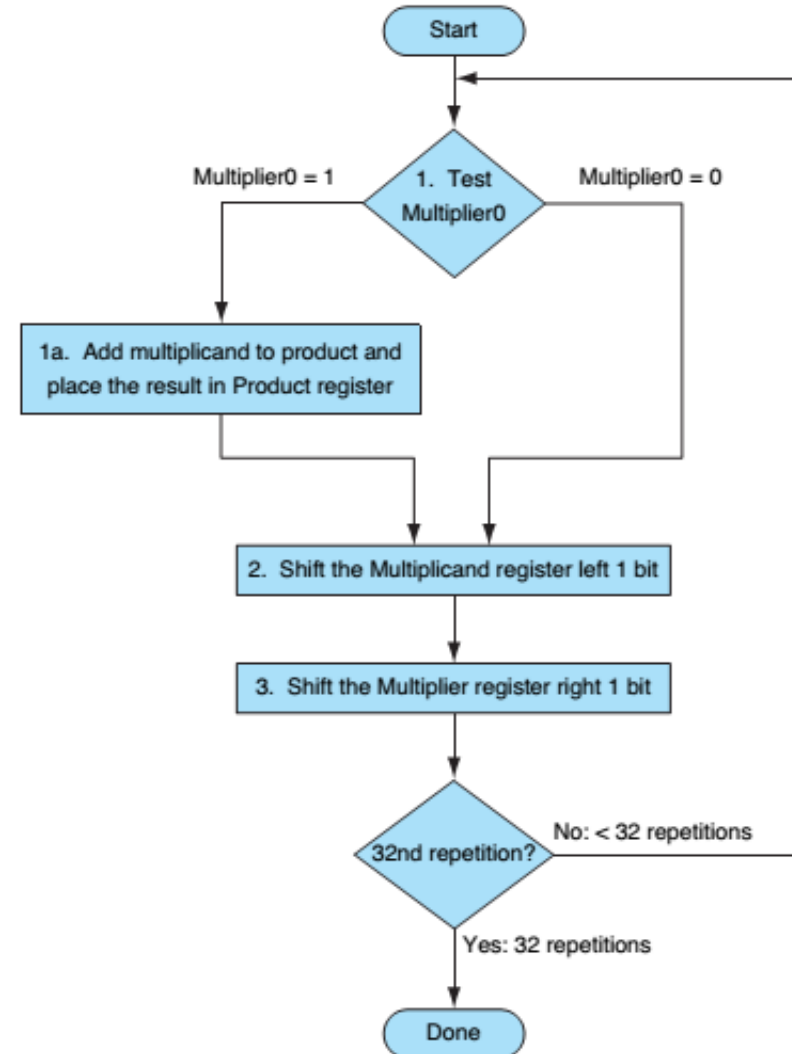 Start
Multiplier0 = 1
1. Test
Multiplier0
Multiplier0 = 0
1a. Add multiplicand to product and
place the result in Product register
2. Shift the Multiplicand register left 1 bit
3. Shift the Multiplier register right 1 bit
32nd repetition?
No: < 32 repetitions
Yes: 32 repetitions
Done